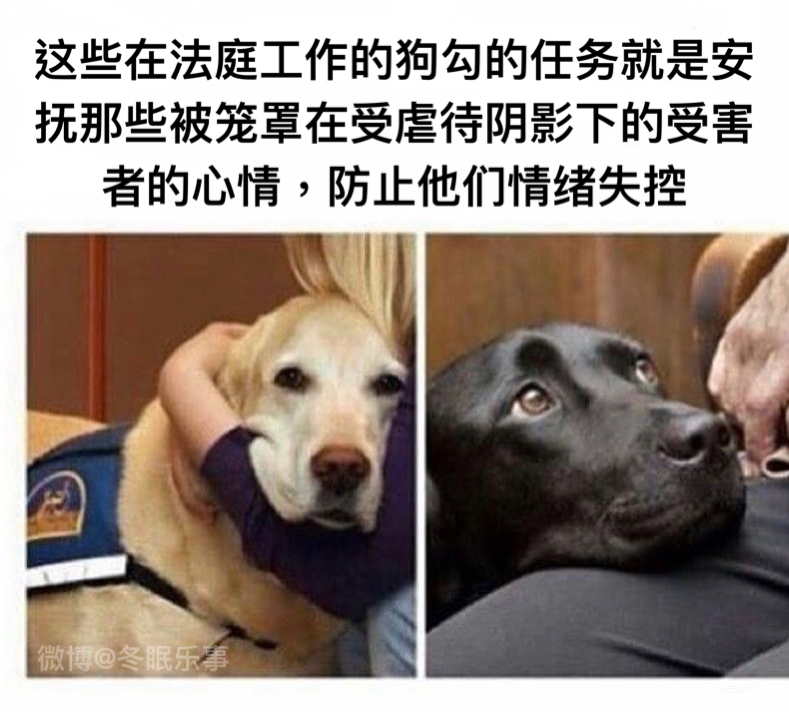 这些在法庭工作的狗勾的任务就是安
抚那些被笼罩在受虐待阴影下的受害
者的心情，防止他们情绪失控
微博@冬眠乐事